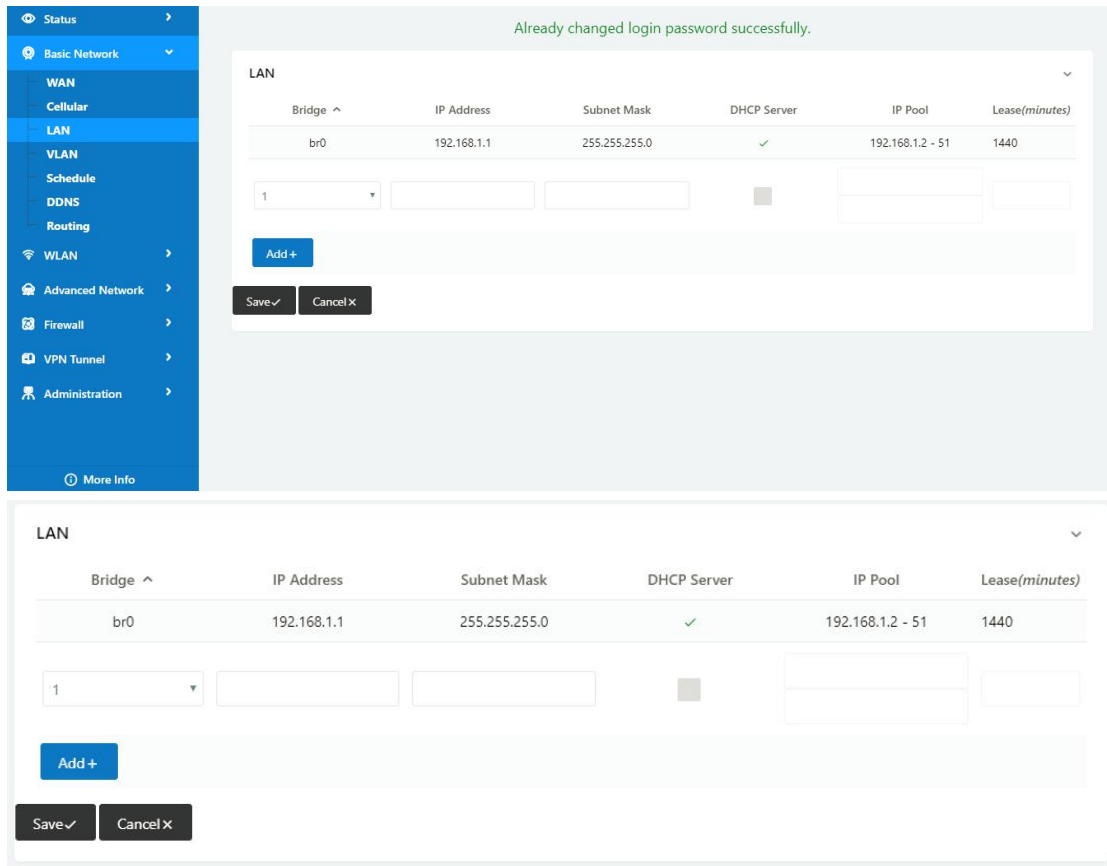 Status
Already changed login password successfully.
Basic Network
WAN
Cellular
LAN
VLAN
Schedule
DDNS
Routing
WLAN
Advanced Network
Firewall
VPN Tunnel
Administration
More Info
LAN
Bridge IP Address Subnet Mask DHCP Server IP Pool Lease(minutes)
br0 192.168.1.1 255.255.255.0 192.168.1.2 - 51 1440
1
Add+
Save Cancel
LAN
Bridge IP Address Subnet Mask DHCP Server IP Pool Lease(minutes)
br0 192.168.1.1 255.255.255.0 192.168.1.2 - 51 1440
1
Add+
Save Cancel